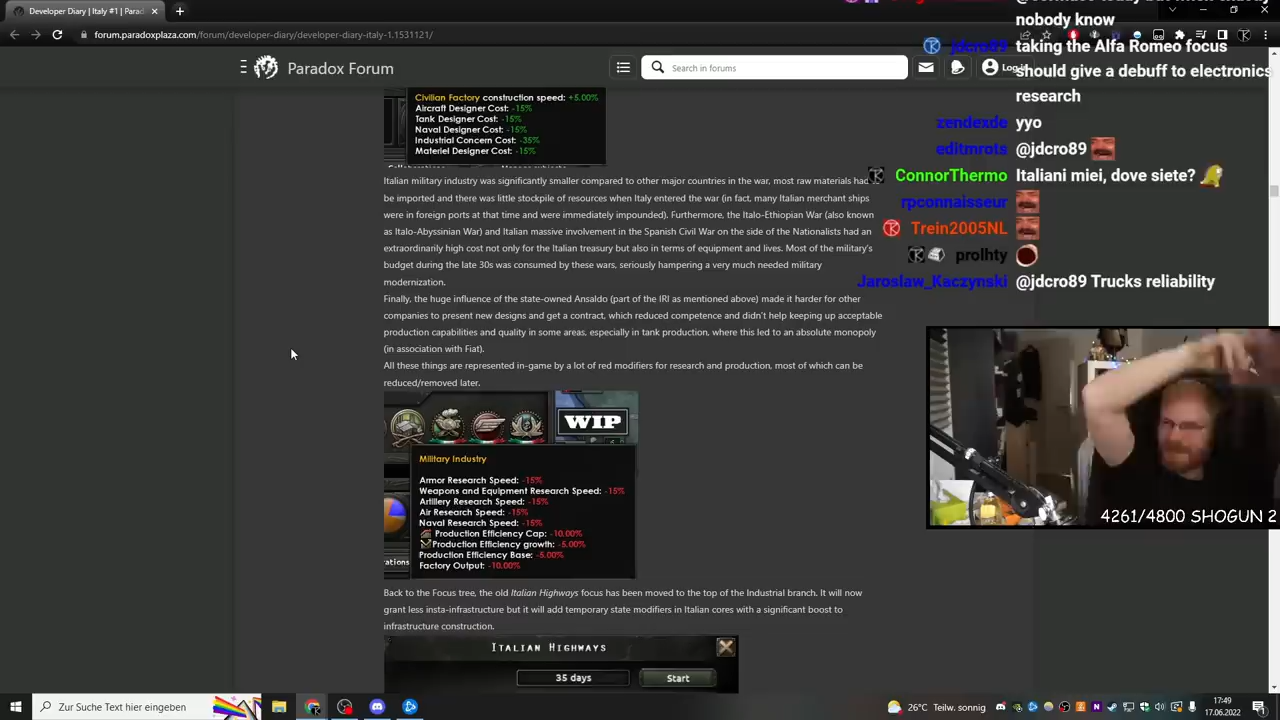 Developer Diary | Italy #1 | Parad
nobody know
forum.paradoxplaza.com/forum/developer-diary/developer-diary-italy-1.1531121/
jdcro89 taking the Alfa Romeo focus
should give a debuff to electronics
research
Paradox Forum
Search in forums
Log in
Civilian Factory construction speed: +5.00%
Aircraft Designer Cost: -15%
Tank Designer Cost: -15%
Naval Designer Cost: -15%
Industrial Concern Cost: -35%
Materiel Designer Cost: -15%
zendexde yyo
editmrots @jdcro89
ConnorThermo Italiani miei, dove siete?
rpconnaisseur
Trein2005NL
prolhty
Jaroslaw_Kaczynski @jdcro89 Trucks reliability
Italian military industry was significantly smaller compared to other major countries in the war, most raw materials had to
be imported and there was little stockpile of resources when Italy entered the war (in fact, many Italian merchant ships
were in foreign ports at that time and were immediately impounded). Furthermore, the Italo-Ethiopian War (also known
as Italo-Abyssinian War) and Italian massive involvement in the Spanish Civil War on the side of the Nationalists had an
extraordinarily high cost not only for the Italian treasury but also in terms of equipment and lives. Most of the military's
budget during the late 30s was consumed by these wars, seriously hampering a very much needed military
modernization.
Finally, the huge influence of the state-owned Ansaldo (part of the IRI as mentioned above) made it harder for other
companies to present new designs and get a contract, which reduced competence and didn't help keeping up acceptable
production capabilities and quality in some areas, especially in tank production, where this led to an absolute monopoly
(in association with Fiat).
All these things are represented in-game by a lot of red modifiers for research and production, most of which can be
reduced/removed later.
WIP
Military Industry
Armor Research Speed: -15%
Weapons and Equipment Research Speed: -15%
Artillery Research Speed: -15%
Air Research Speed: -15%
Naval Research Speed: -15%
Production Efficiency Cap: -10.00%
Production Efficiency growth: -5.00%
Production Efficiency Base: -5.00%
Factory Output: -10.00%
4261/4800 SHOGUN 2
Back to the Focus tree, the old Italian Highways focus has been moved to the top of the Industrial branch. It will now
grant less insta-infrastructure but it will add temporary state modifiers in Italian cores with a significant boost to
infrastructure construction.
ITALIAN HIGHWAYS
35 days
Start
Zur Suche Text hier eingeben
26°C Teilw. sonnig
17:49
17.06.2022